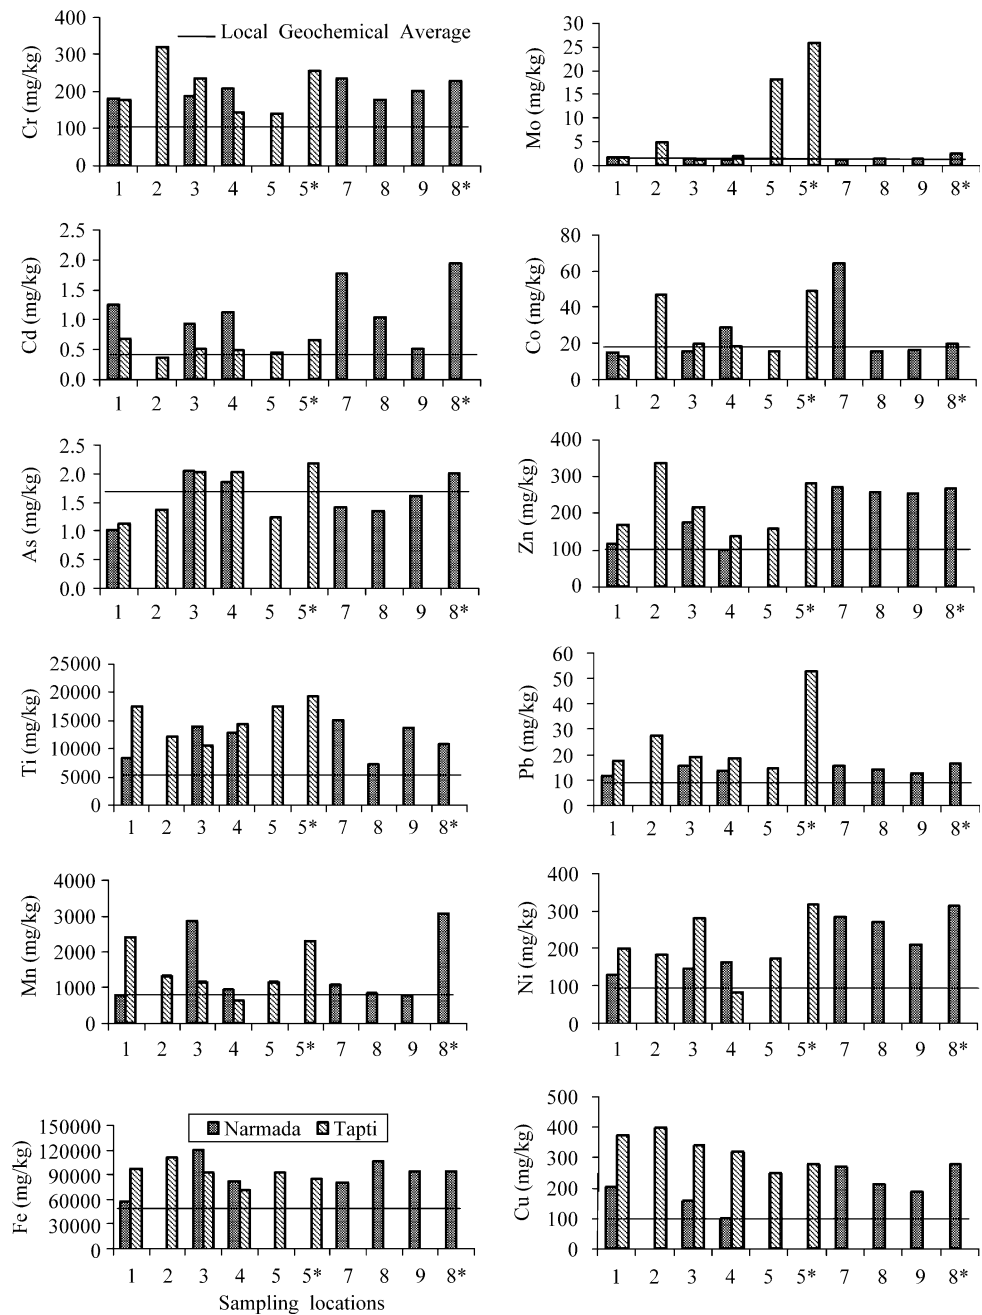 400
300
200
100
0
Cr (mg/kg)
Local Geochemical Average
1 2 3 4 5 5* 7 8 9 8*
30
25
20
15
10
5
0
Mo (mg/kg)
1 2 3 4 5 5* 7 8 9 8*
2.5
2.0
1.5
1.0
0.5
0.0
Cd (mg/kg)
1 2 3 4 5 5* 7 8 9 8*
80
60
40
20
0
Co (mg/kg)
1 2 3 4 5 5* 7 8 9 8*
2.5
2.0
1.5
1.0
0.5
0.0
As (mg/kg)
1 2 3 4 5 5* 7 8 9 8*
400
300
200
100
0
Zn (mg/kg)
1 2 3 4 5 5* 7 8 9 8*
25000
20000
15000
10000
5000
0
Ti (mg/kg)
1 2 3 4 5 5* 7 8 9 8*
60
50
40
30
20
10
0
Pb (mg/kg)
1 2 3 4 5 5* 7 8 9 8*
4000
3000
2000
1000
0
Mn (mg/kg)
1 2 3 4 5 5* 7 8 9 8*
400
300
200
100
0
Ni (mg/kg)
1 2 3 4 5 5* 7 8 9 8*
150000
120000
90000
60000
30000
0
Fe (mg/kg)
Narmada Tapti
1 2 3 4 5 5* 7 8 9 8*
Sampling locations
500
400
300
200
100
0
Cu (mg/kg)
1 2 3 4 5 5* 7 8 9 8*